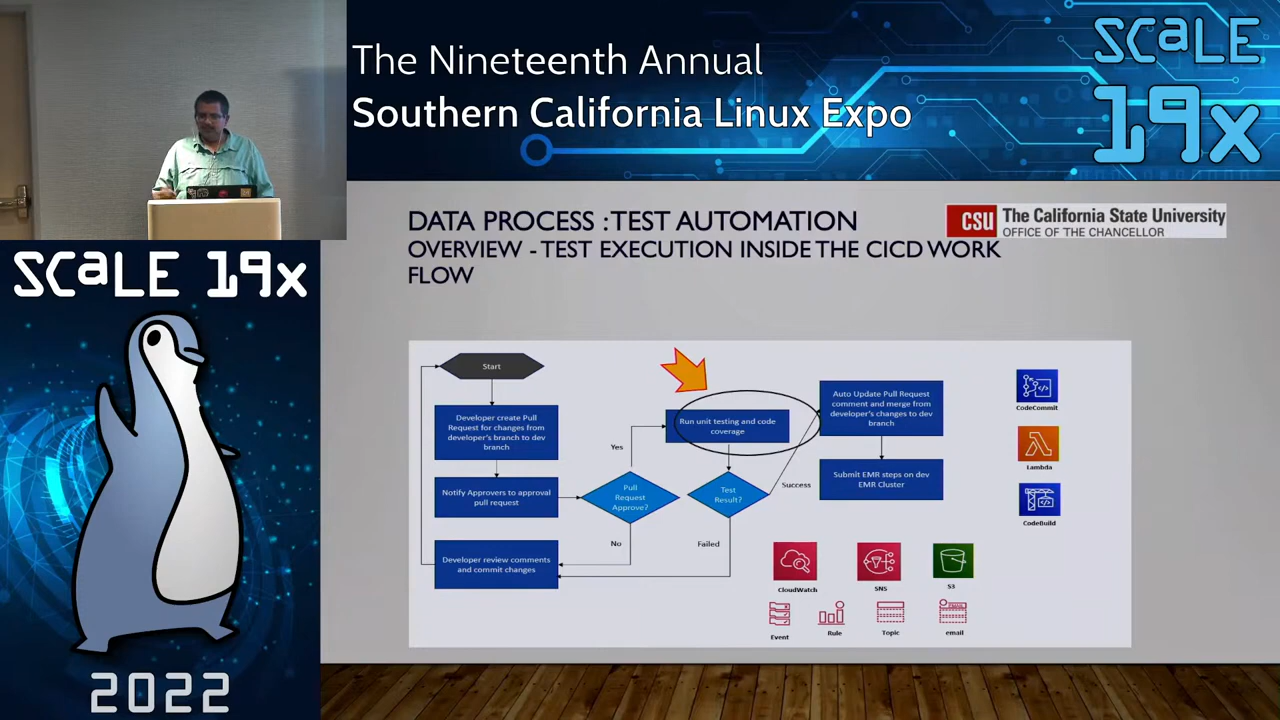 The Nineteenth Annual
Southern California Linux Expo
SCaLE
19x
SCaLE 19x
2022
DATA PROCESS : TEST AUTOMATION
OVERVIEW - TEST EXECUTION INSIDE THE CICD WORK
FLOW
CSU The California State University
OFFICE OF THE CHANCELLOR
Start
Developer create Pull
Request for changes from
developer's branch to dev
branch
Notify Approvers to approval
pull request
Developer review comments
and commit changes
Pull
Request
Approve?
Yes
No
Run unit testing and code
coverage
Test
Result?
Success
Failed
Auto Update Pull Request
comment and merge from
developer's changes to dev
branch
Submit EMR steps on dev
EMR Cluster
CodeCommit
Lambda
CodeBuild
CloudWatch
SNS
S3
Event
Rule
Topic
email